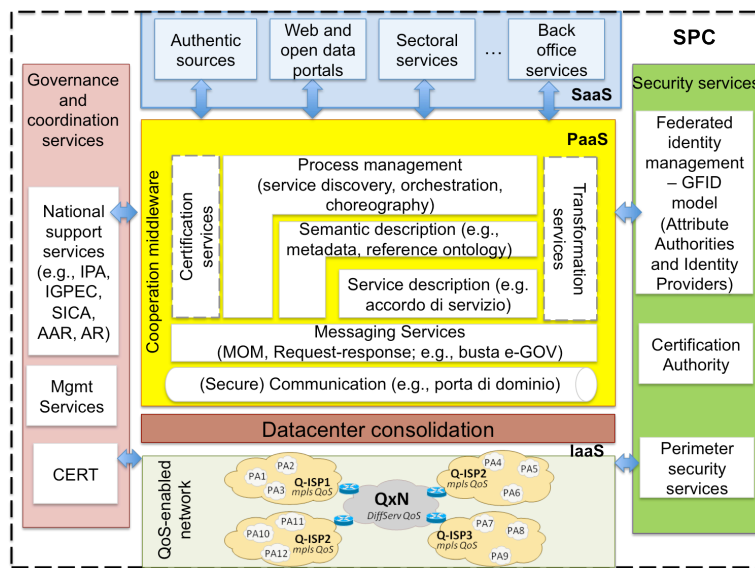 SPC
Authentic
sources
Web and
open data
portals
Sectoral
services
...
Back
office
services
SaaS
Governance
and
coordination
services
National
support
services
(e.g., IPA,
IGPEC,
SICA,
AAR, AR)
Mgmt
Services
CERT
PaaS
Cooperation middleware
Certification
services
Process management
(service discovery, orchestration,
choreography)
Semantic description (e.g.,
metadata, reference ontology)
Service description (e.g.
accordo di servizio)
Transformation
services
Messaging Services
(MOM, Request-response; e.g., busta e-GOV)
(Secure) Communication (e.g., porta di dominio)
Security services
Federated
identity
management
– GFID
model
(Attribute
Authorities
and Identity
Providers)
Certification
Authority
Perimeter
security
services
Datacenter consolidation
IaaS
QoS-enabled
network
PA1
PA2
PA3
Q-ISP1
mpls QoS
Q-ISP2
mpls QoS
PA4
PA5
PA6
QxN
DiffServ QoS
PA10
PA11
PA12
Q-ISP2
mpls QoS
Q-ISP3
mpls QoS
PA7
PA8
PA9